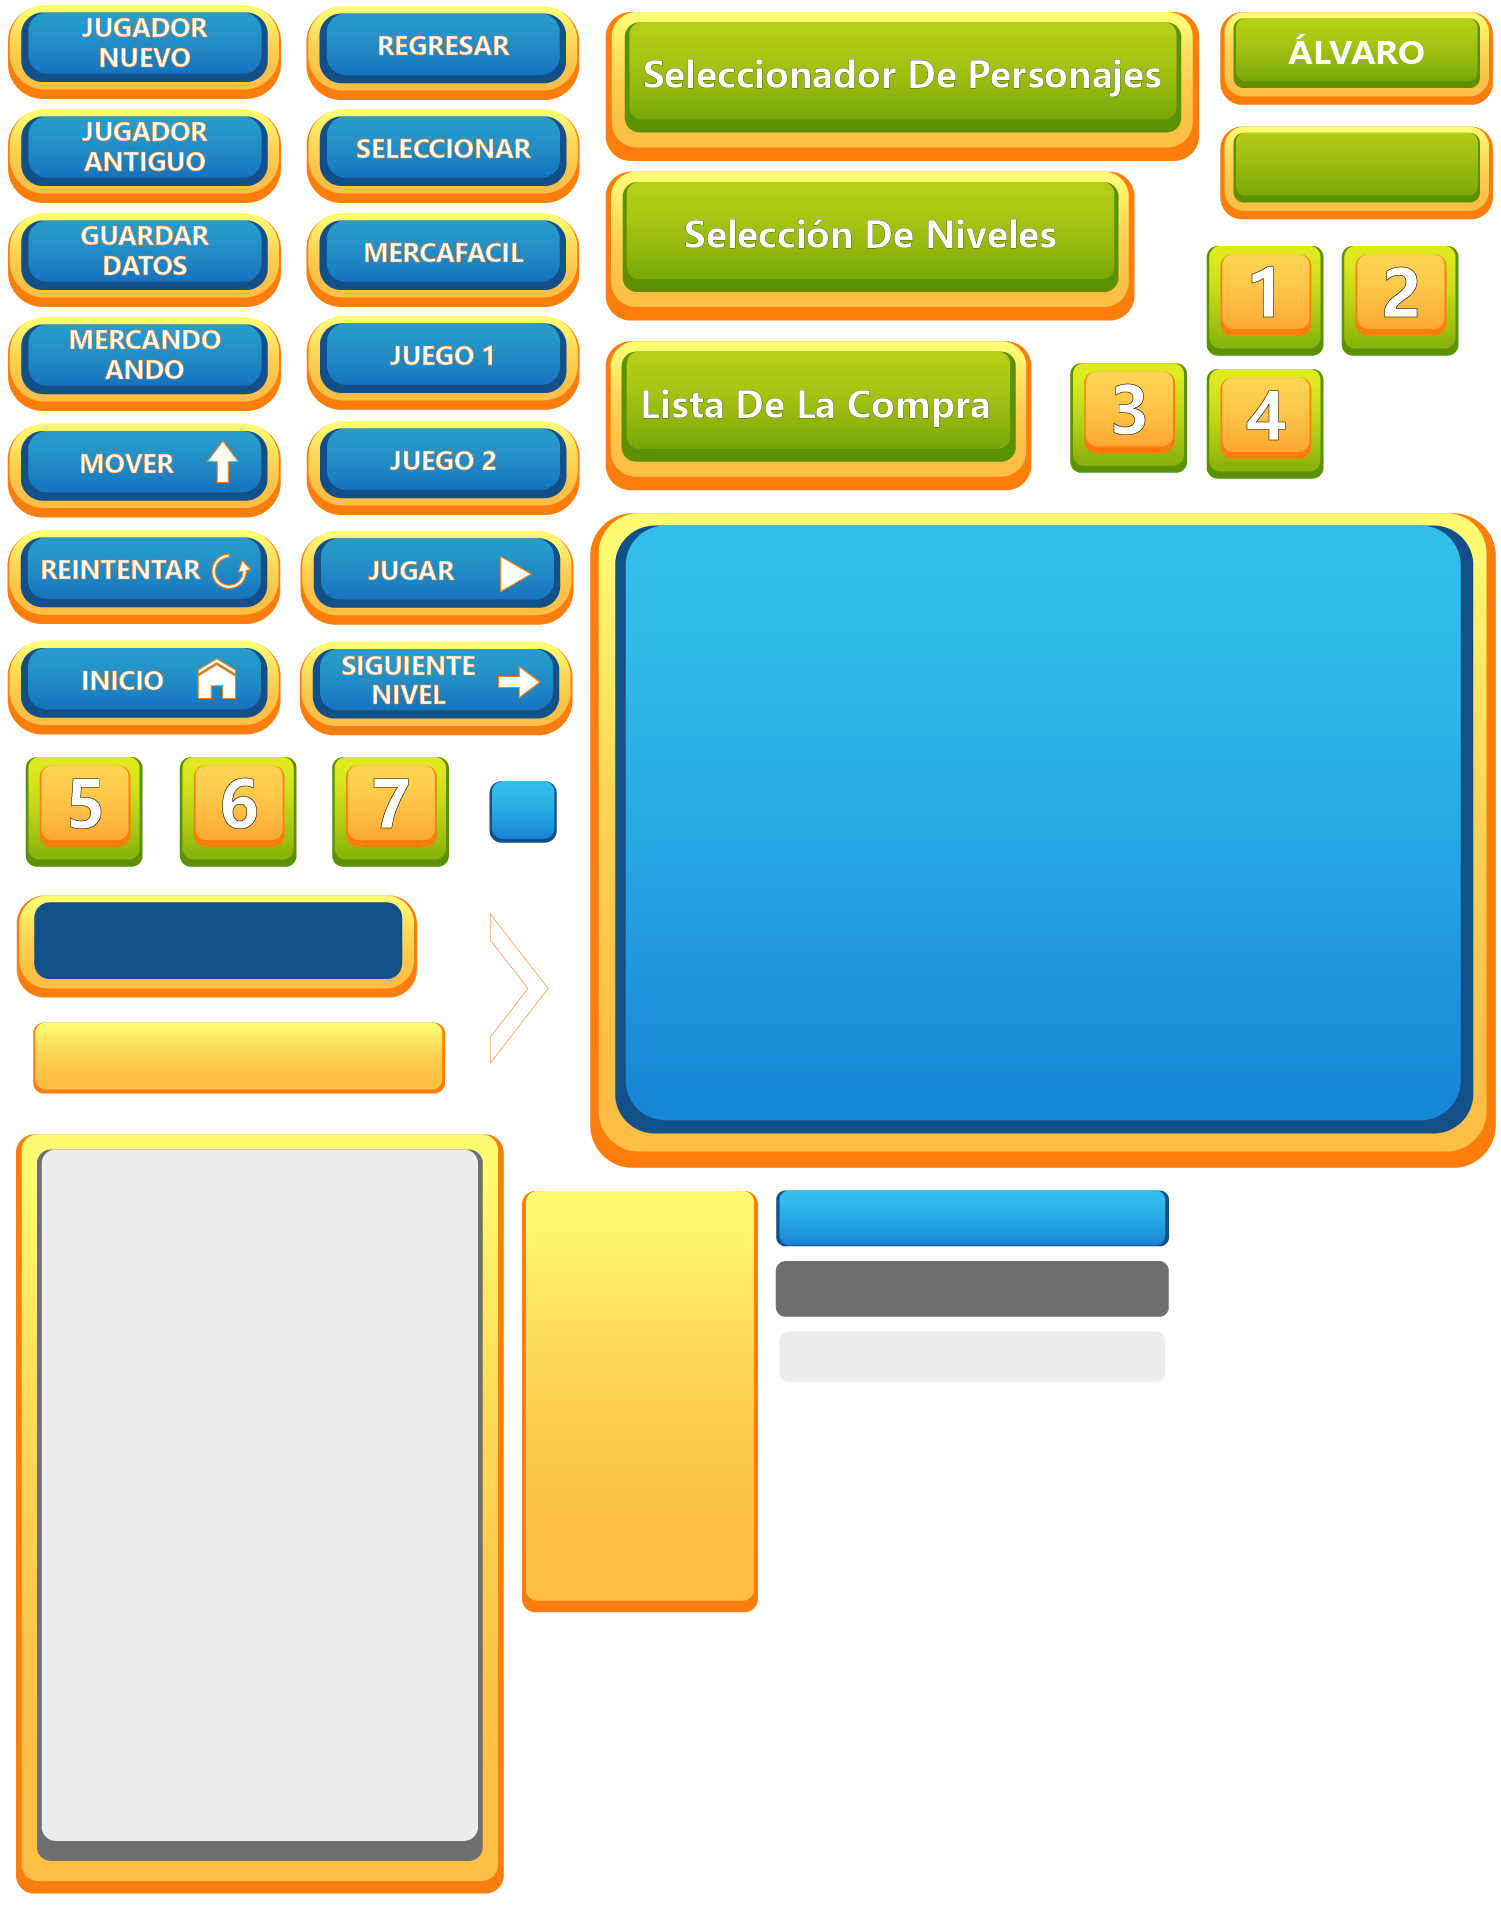 JUGADOR
NUEVO
REGRESAR
JUGADOR
ANTIGUO
SELECCIONAR
GUARDAR
DATOS
MERCAFACIL
MERCANDO
ANDO
JUEGO 1
MOVER
JUEGO 2
REINTENTAR
JUGAR
INICIO
SIGUIENTE
NIVEL
5
6
7
Seleccionador De Personajes
Selección De Niveles
Lista De La Compra
ÁLVARO
1
2
3
4